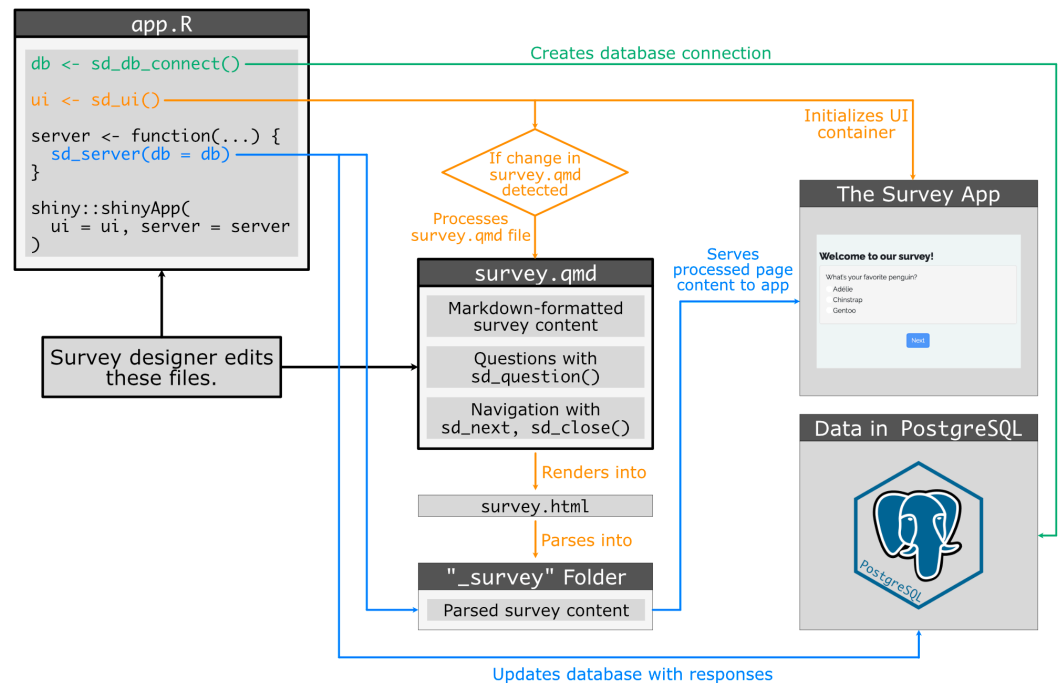 app.R
db <- sd_db_connect()
ui <- sd_ui()
server <- function(...) {
  sd_server(db = db)
}
shiny::shinyApp(
  ui = ui, server = server
)
Creates database connection
Initializes UI
container
If change in
survey.qmd
detected
Processes
survey.qmd file
The Survey App
Welcome to our survey!
What's your favorite penguin?
Adélie
Chinstrap
Gentoo
Next
Serves
processed page
content to app
survey.qmd
Markdown-formatted
survey content
Questions with
sd_question()
Navigation with
sd_next, sd_close()
Survey designer edits
these files.
Renders into
survey.html
Parses into
"_survey" Folder
Parsed survey content
Data in PostgreSQL
PostgreSQL
Updates database with responses